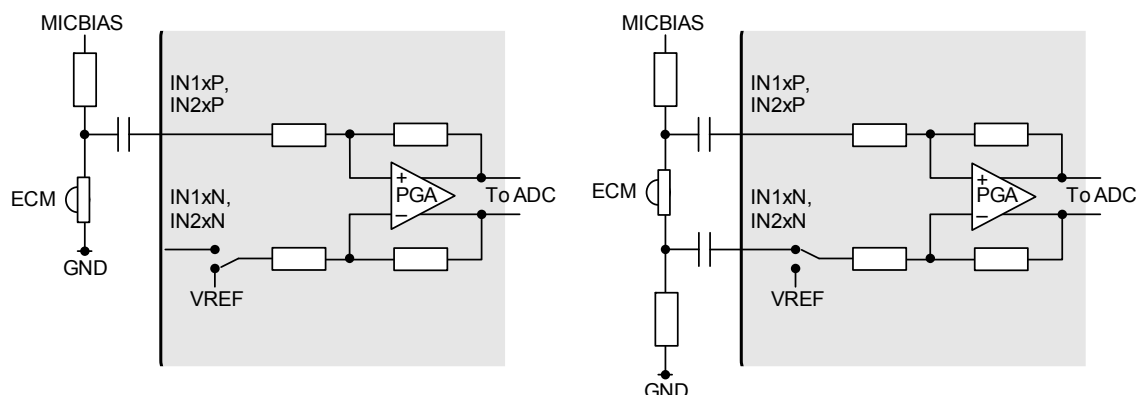 MICBIAS
IN1xP,
IN2xP
+
PGA
−
To ADC
ECM
IN1xN,
IN2xN
GND
VREF
MICBIAS
IN1xP,
IN2xP
+
PGA
−
To ADC
ECM
IN1xN,
IN2xN
VREF
GND